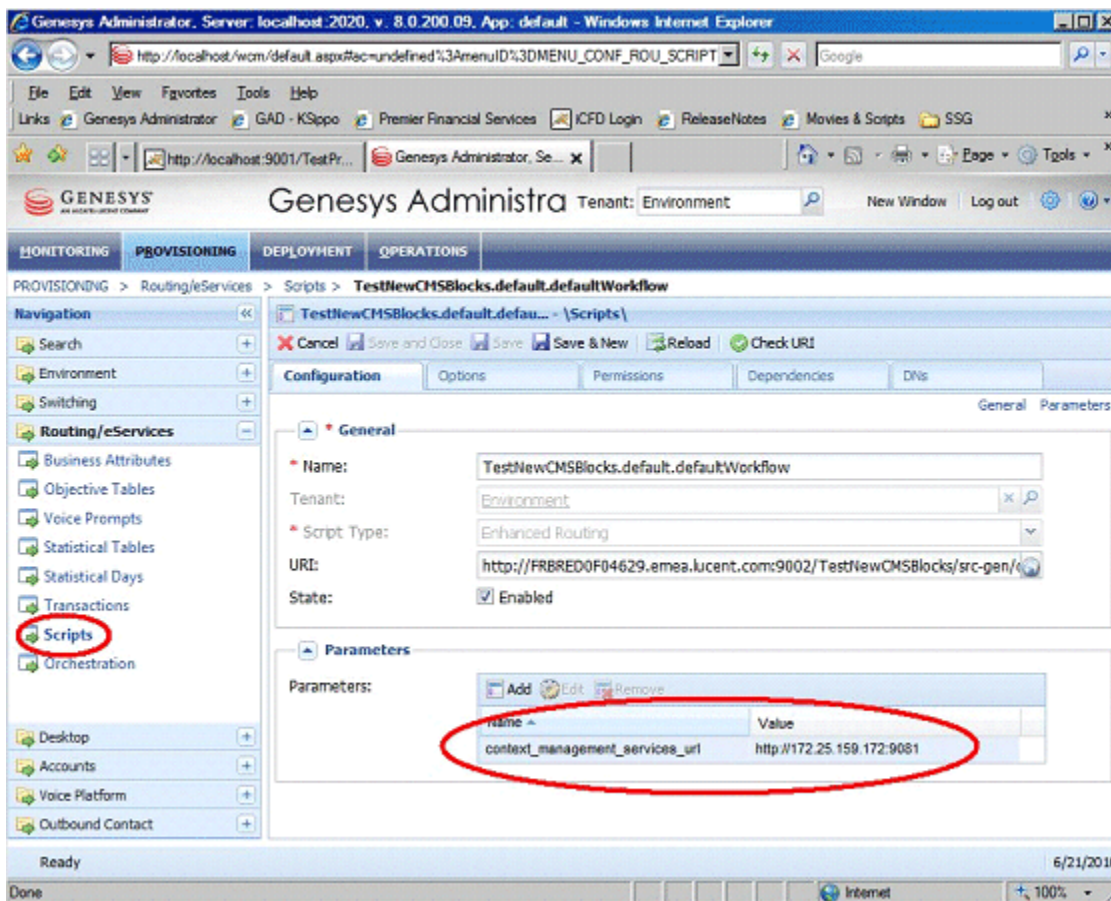 Genesys Administrator, Server: localhost:2020, v. 8.0.200.09, App: default - Windows Internet Explorer
http://localhost/wcm/default.aspx#ac=undefined%3AmenuID%3DMENU_CONF_ROU_SCRIPT Google
File Edit View Favorites Tools Help
Links Genesys Administrator GAD - KSippo Premier Financial Services iCFD Login ReleaseNotes Movies & Scripts SSG
http://localhost:9001/TestPr... Genesys Administrator, Se... Page Tools
GENESYS Genesys Administra Tenant: Environment New Window Log out
AN ALCATEL-LUCENT COMPANY
MONITORING PROVISIONING DEPLOYMENT OPERATIONS
PROVISIONING > Routing/eServices > Scripts > TestNewCMSBlocks.default.defaultWorkflow
Navigation
Search
Environment
Switching
Routing/eServices
Business Attributes
Objective Tables
Voice Prompts
Statistical Tables
Statistical Days
Transactions
Scripts
Orchestration
Desktop
Accounts
Voice Platform
Outbound Contact
TestNewCMSBlocks.default.defau... - \Scripts\
Cancel Save and Close Save Save & New Reload Check URI
Configuration Options Permissions Dependencies DNs
General Parameters
* General
* Name: TestNewCMSBlocks.default.defaultWorkflow
Tenant: Environment
* Script Type: Enhanced Routing
URI: http://FRBRED0F04629.emea.lucent.com:9002/TestNewCMSBlocks/src-gen/
State: Enabled
Parameters
Parameters: Add Edit Remove
Name Value
context_management_services_url http://172.25.159.172:9081
Ready 6/21/201
Done Internet 100%